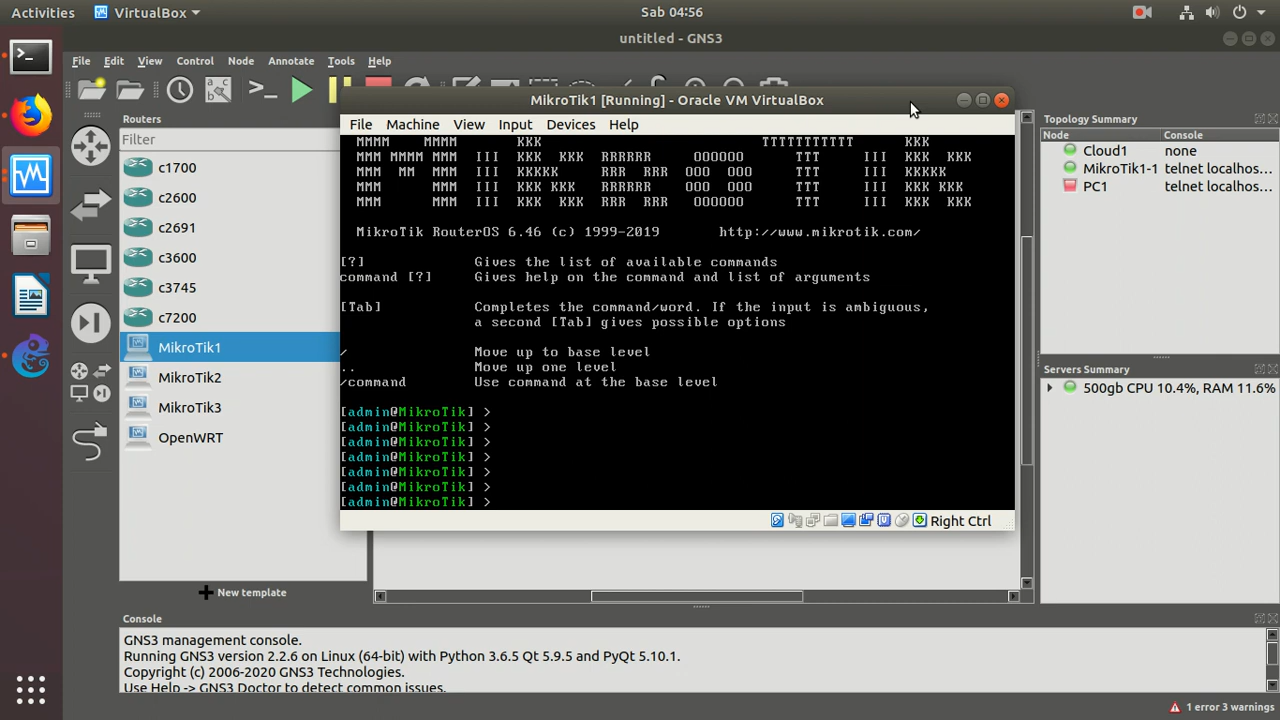 Activities VirtualBox Sab 04:56
untitled - GNS3
File Edit View Control Node Annotate Tools Help
Filter
c1700
c2600
c2691
c3600
c3745
c7200
MikroTik1
MikroTik2
MikroTik3
OpenWRT
New template
MikroTik1 [Running] - Oracle VM VirtualBox
File Machine View Input Devices Help
MMMM MMMM KKK TTTTTTTTTTT KKK
MMM MMMM MMM III KKK KKK RRRRRR OOOOOO TTT III KKK KKK
MMM MM MMM III KKKKK RRR RRR OOO OOO TTT III KKKKK
MMM MMM III KKK KKK RRRRRR OOO OOO TTT III KKK KKK
MMM MMM III KKK KKK RRR RRR OOOOOO TTT III KKK KKK
MikroTik RouterOS 6.46 (c) 1999-2019 http://www.mikrotik.com/
[?] Gives the list of available commands
command [?] Gives help on the command and list of arguments
[Tab] Completes the command/word. If the input is ambiguous,
a second [Tab] gives possible options
/ Move up to base level
.. Move up one level
/command Use command at the base level
[admin@MikroTik] >
[admin@MikroTik] >
[admin@MikroTik] >
[admin@MikroTik] >
[admin@MikroTik] >
[admin@MikroTik] >
[admin@MikroTik] >
Right Ctrl
Topology Summary
Node Console
Cloud1 none
MikroTik1-1 telnet localhos...
PC1 telnet localhos...
Servers Summary
500gb CPU 10.4%, RAM 11.6%
Console
GNS3 management console.
Running GNS3 version 2.2.6 on Linux (64-bit) with Python 3.6.5 Qt 5.9.5 and PyQt 5.10.1.
Copyright (c) 2006-2020 GNS3 Technologies.
Use Help -> GNS3 Doctor to detect common issues.
1 error 3 warnings